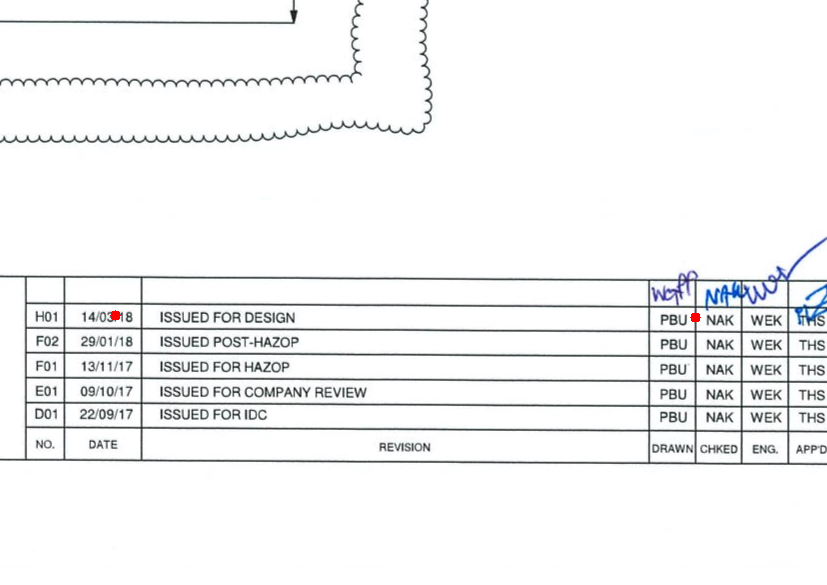 NAK
H01 14/03/18 ISSUED FOR DESIGN PBU NAK WEK THS
F02 29/01/18 ISSUED POST-HAZOP PBU NAK WEK THS
F01 13/11/17 ISSUED FOR HAZOP PBU NAK WEK THS
E01 09/10/17 ISSUED FOR COMPANY REVIEW PBU NAK WEK THS
D01 22/09/17 ISSUED FOR IDC PBU NAK WEK THS
NO. DATE REVISION DRAWN CHKED ENG. APP'D